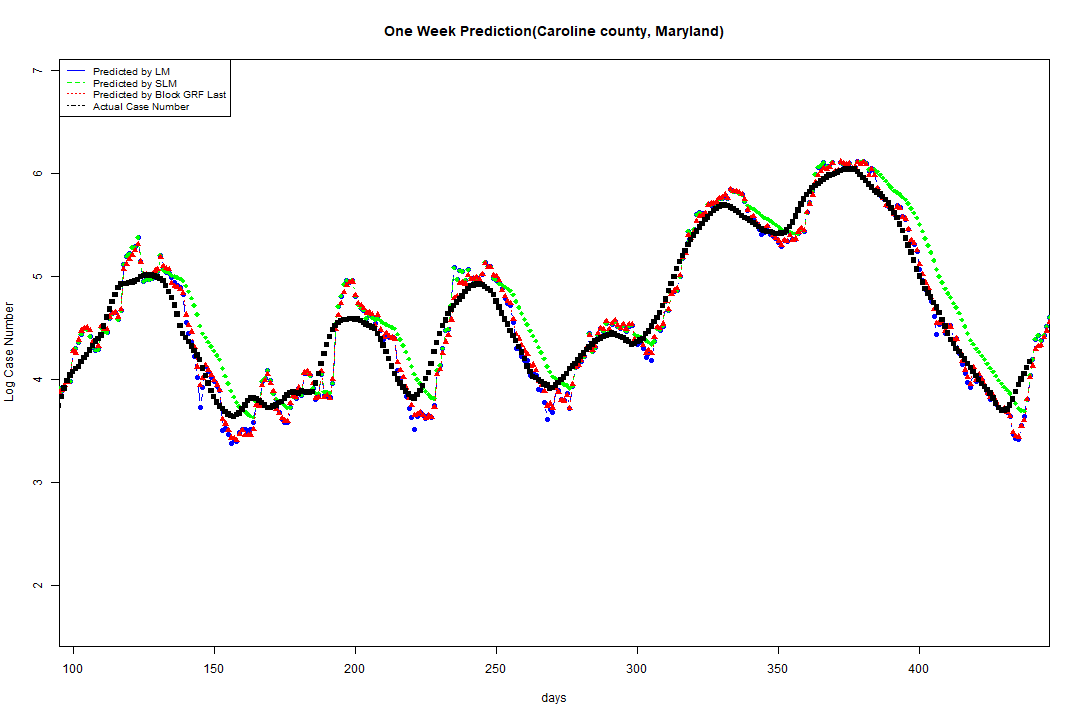 One Week Prediction(Caroline county, Maryland)
Predicted by LM
Predicted by SLM
Predicted by Block GRF Last
Actual Case Number
7
6
5
4
3
2
Log Case Number
100 150 200 250 300 350 400
days